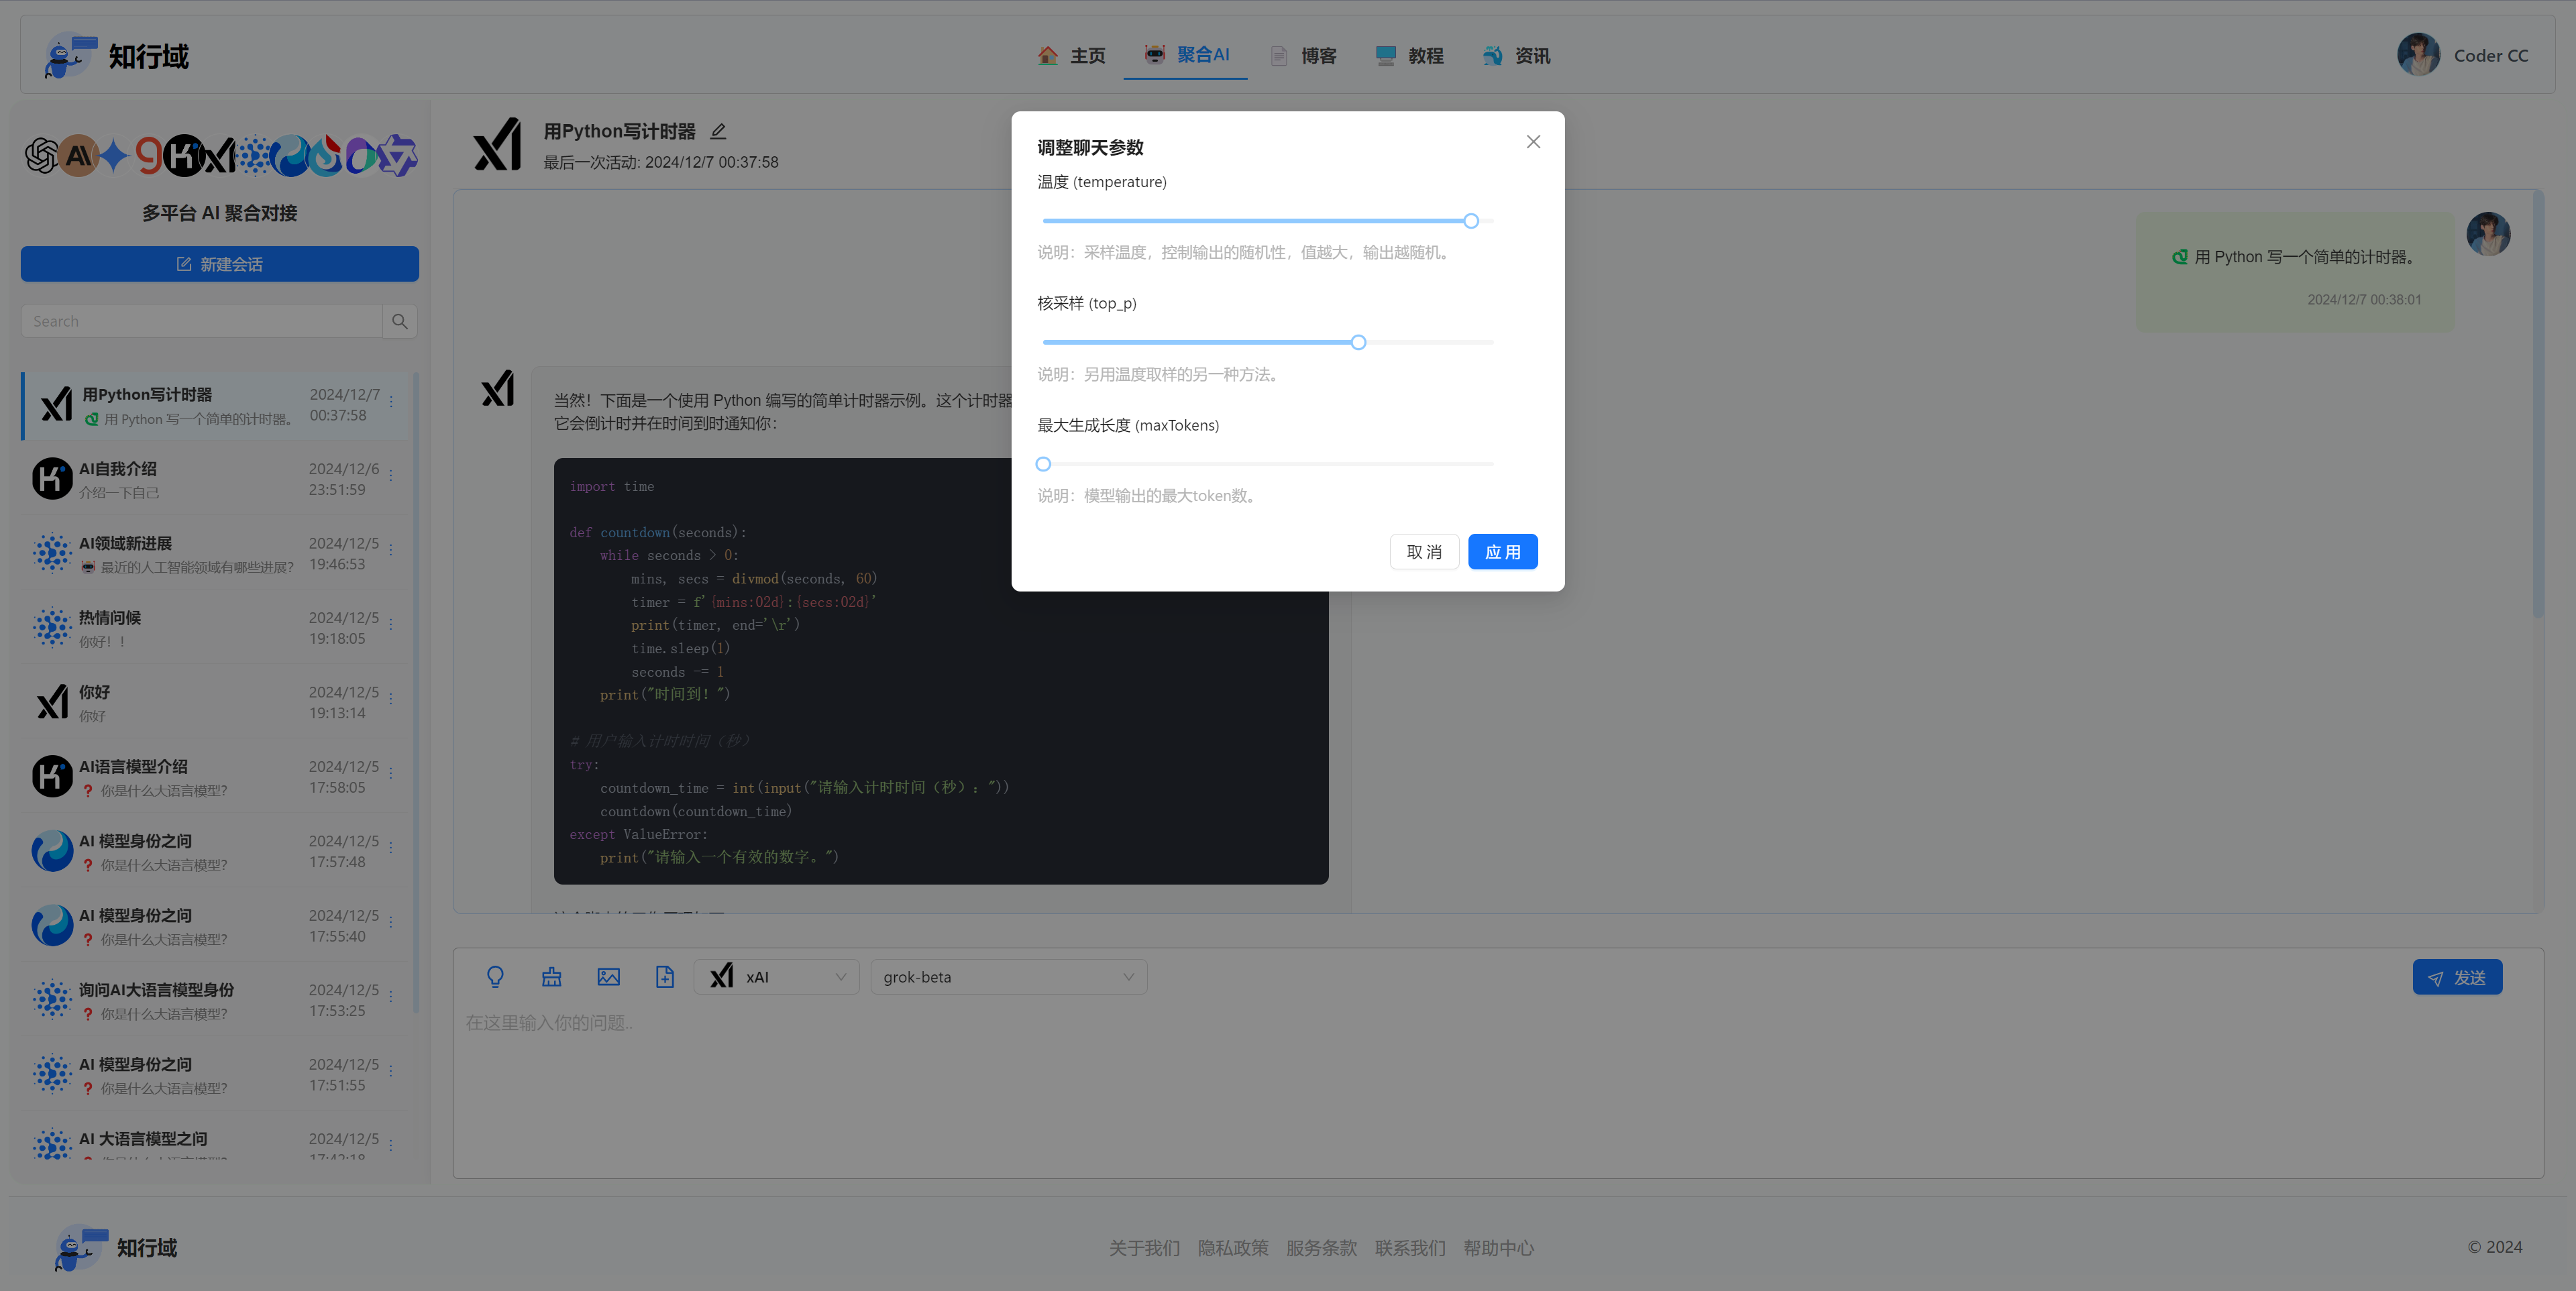 知行域
主页
聚合AI
博客
教程
资讯
Coder CC
多平台 AI 聚合对接
新建会话
Search
用Python写计时器
2024/12/7
00:37:58
用 Python 写一个简单的计时器。
AI自我介绍
2024/12/6
23:51:59
介绍一下自己
AI领域新进展
2024/12/5
19:46:53
最近的人工智能领域有哪些进展?
热情问候
2024/12/5
19:18:05
你好！！
你好
2024/12/5
19:13:14
你好
AI语言模型介绍
2024/12/5
17:58:05
你是什么大语言模型?
AI 模型身份之问
2024/12/5
17:57:48
你是什么大语言模型?
AI 模型身份之问
2024/12/5
17:55:40
你是什么大语言模型?
询问AI大语言模型身份
2024/12/5
17:53:25
你是什么大语言模型?
AI 模型身份之问
2024/12/5
17:51:55
你是什么大语言模型?
AI 大语言模型之问
2024/12/5
用Python写计时器
最后一次活动: 2024/12/7 00:37:58
用 Python 写一个简单的计时器。
2024/12/7 00:38:01
当然！下面是一个使用 Python 编写的简单计时器示例。这个计时器
它会倒计时并在时间到时通知你：
import time
def countdown(seconds):
while seconds > 0:
mins, secs = divmod(seconds, 60)
timer = f'{mins:02d}:{secs:02d}'
print(timer, end='\r')
time.sleep(1)
seconds -= 1
print("时间到！")
# 用户输入计时时间（秒）
try:
countdown_time = int(input("请输入计时时间（秒）："))
countdown(countdown_time)
except ValueError:
print("请输入一个有效的数字。")
调整聊天参数
温度 (temperature)
说明：采样温度，控制输出的随机性，值越大，输出越随机。
核采样 (top_p)
说明：另用温度取样的另一种方法。
最大生成长度 (maxTokens)
说明：模型输出的最大token数。
取 消
应 用
xAI
grok-beta
发送
在这里输入你的问题..
知行域
关于我们
隐私政策
服务条款
联系我们
帮助中心
© 2024